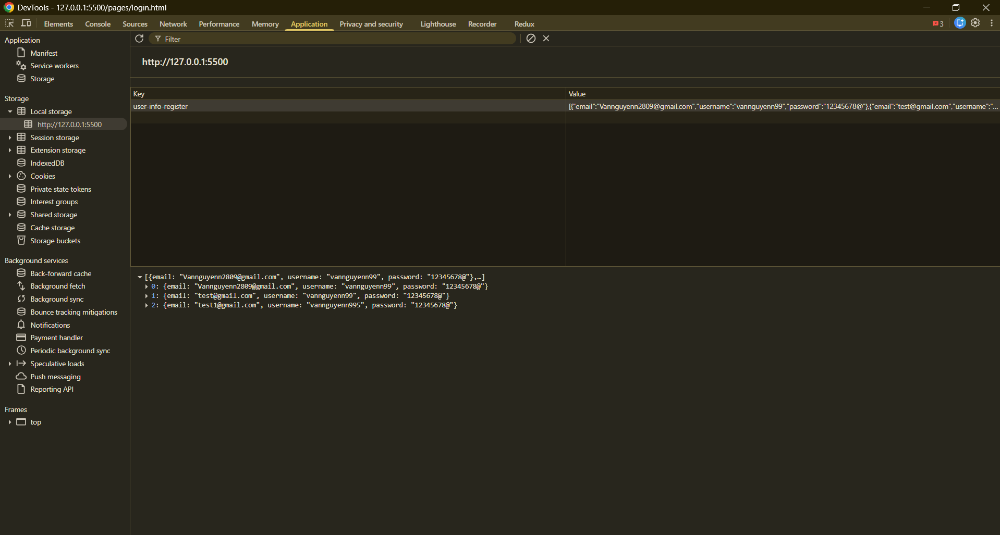 DevTools - 127.0.0.1:5500/pages/login.html
Elements Console Sources Network Performance Memory Application Privacy and security Lighthouse Recorder Redux 3
Application
Manifest
Service workers
Storage
Storage
Local storage
http://127.0.0.1:5500
Session storage
Extension storage
IndexedDB
Cookies
Private state tokens
Interest groups
Shared storage
Cache storage
Storage buckets
Background services
Back-forward cache
Background fetch
Background sync
Bounce tracking mitigations
Notifications
Payment handler
Periodic background sync
Speculative loads
Push messaging
Reporting API
Frames
top
Filter
http://127.0.0.1:5500
Key Value
user-info-register [{"email":"Vannguyenn2809@gmail.com","username":"vannguyenn99","password":"12345678@"},{"email":"test@gmail.com","username":"...
[{email: "Vannguyenn2809@gmail.com", username: "vannguyenn99", password: "12345678@"},…]
0: {email: "Vannguyenn2809@gmail.com", username: "vannguyenn99", password: "12345678@"}
1: {email: "test@gmail.com", username: "vannguyenn99", password: "12345678@"}
2: {email: "test1@gmail.com", username: "vannguyenn995", password: "12345678@"}